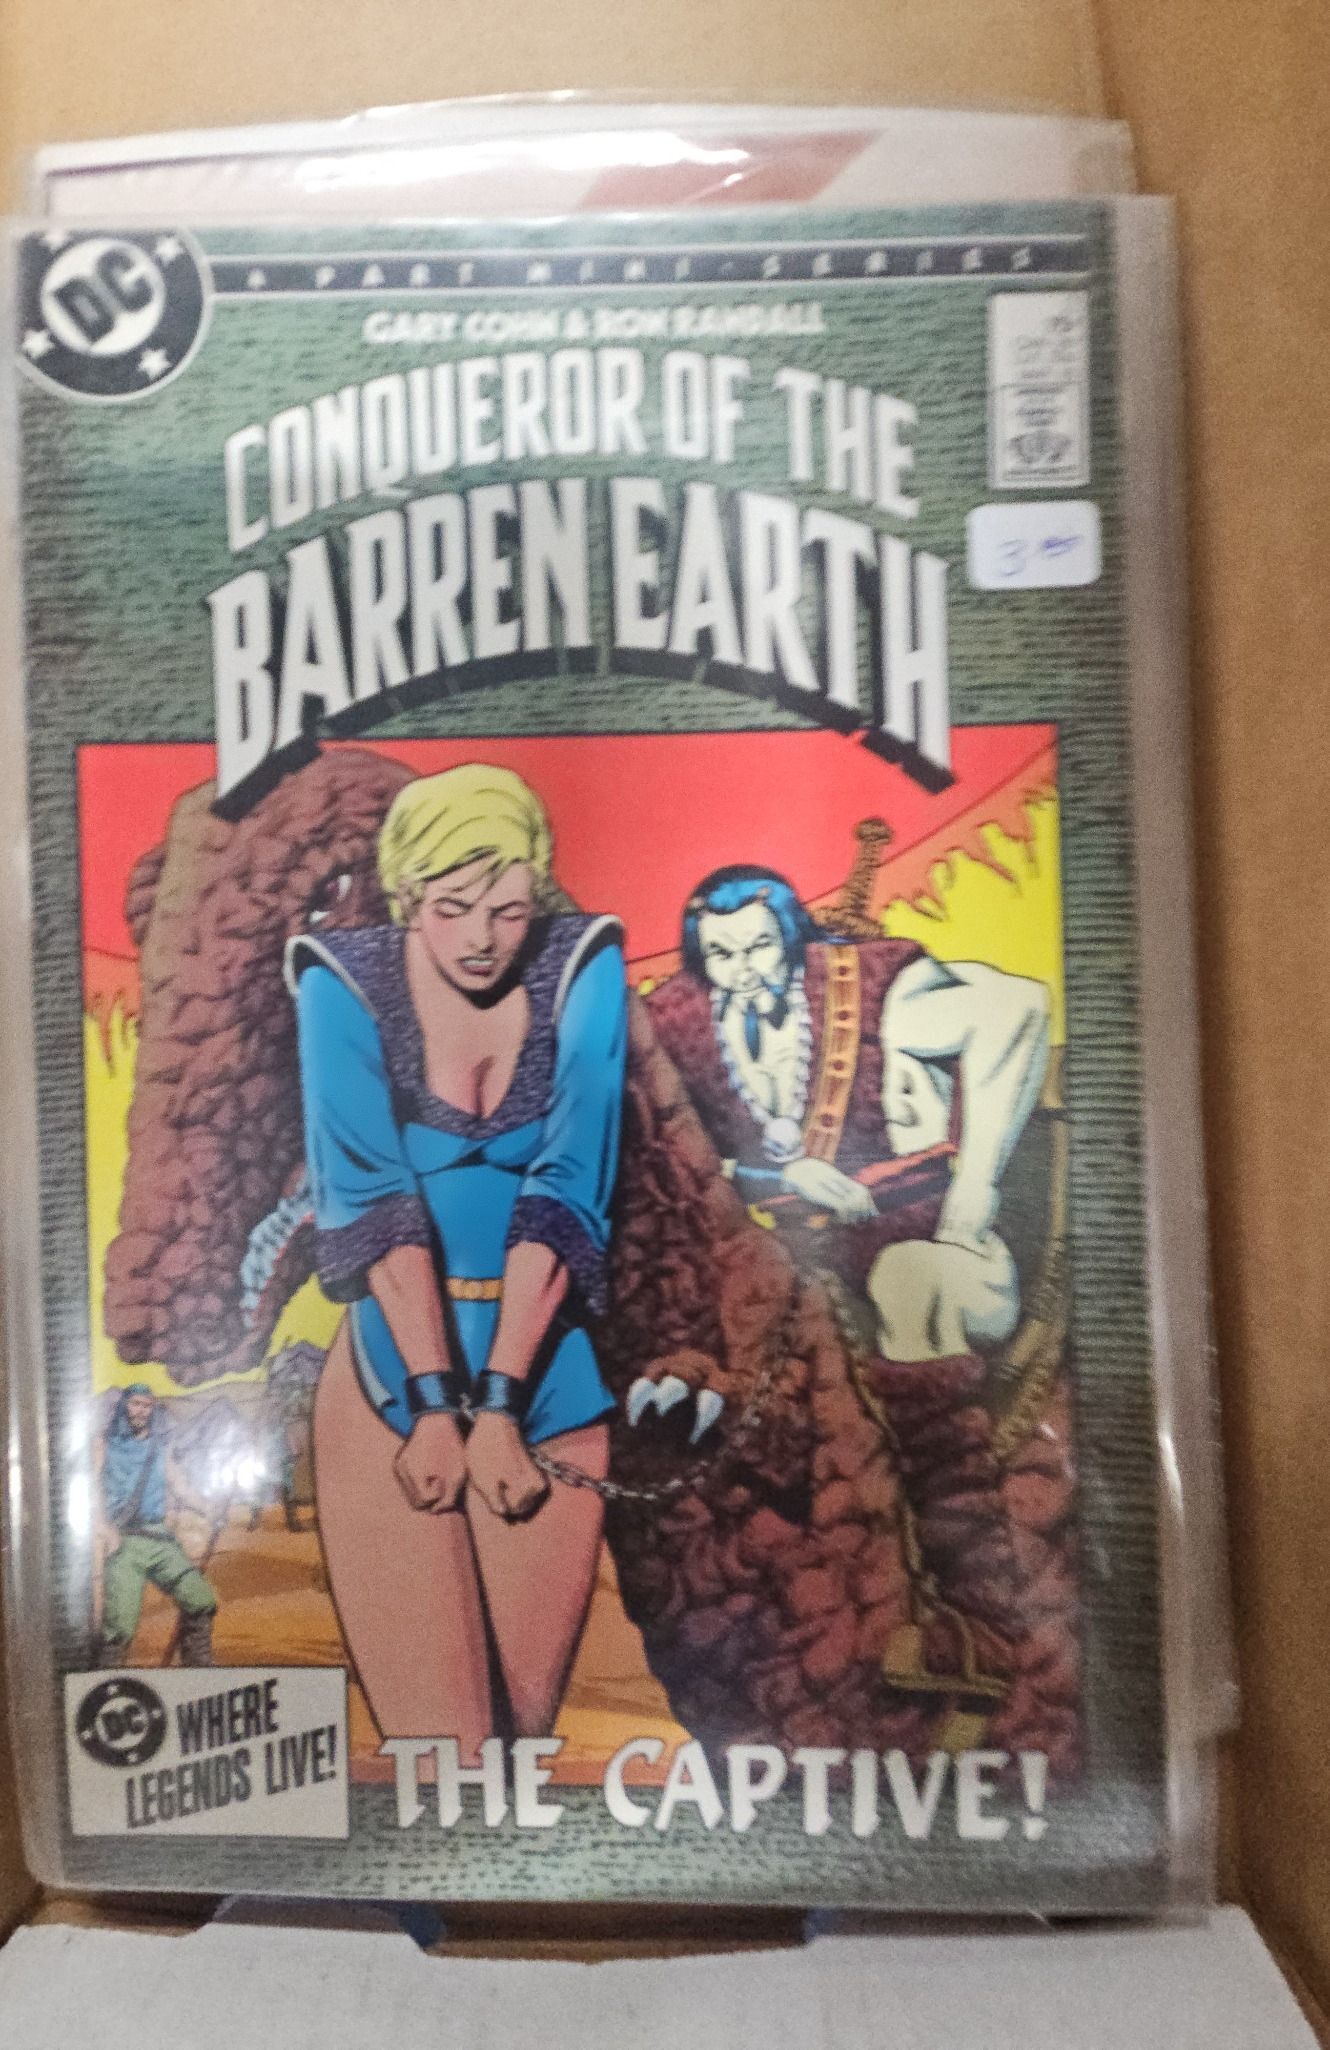 DC
4 PART MINI-SERIES
GARY COHN & RON RANDALL
CONQUEROR OF THE
BARREN EARTH
3
DC
WHERE
LEGENDS LIVE!
THE CAPTIVE!